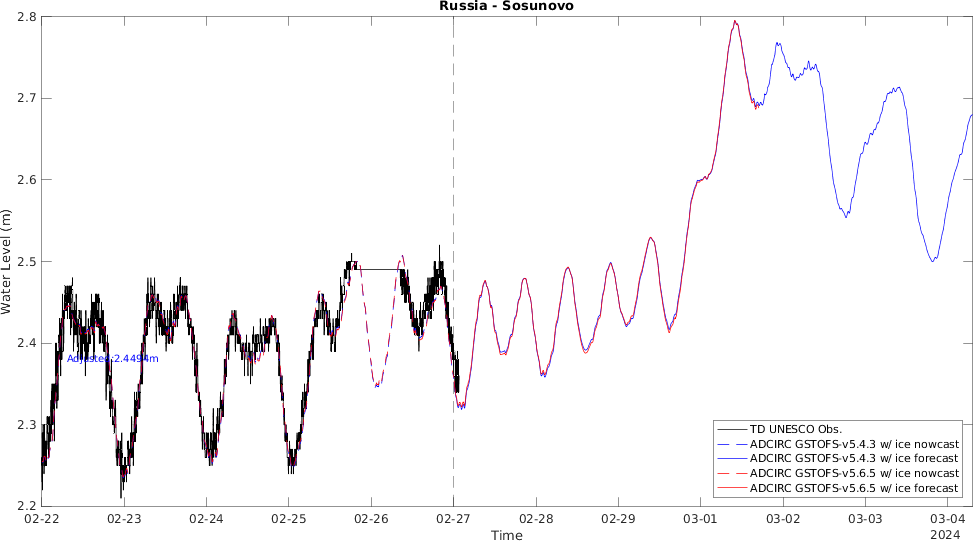 Russia - Sosunovo
2.8
2.7
2.6
2.5
2.4
2.3
2.2
Water Level (m)
Adjusted:2.4494m
TD UNESCO Obs.
ADCIRC GSTOFS-v5.4.3 w/ ice nowcast
ADCIRC GSTOFS-v5.4.3 w/ ice forecast
ADCIRC GSTOFS-v5.6.5 w/ ice nowcast
ADCIRC GSTOFS-v5.6.5 w/ ice forecast
02-22 02-23 02-24 02-25 02-26 02-27 02-28 02-29 03-01 03-02 03-03 03-04
2024
Time